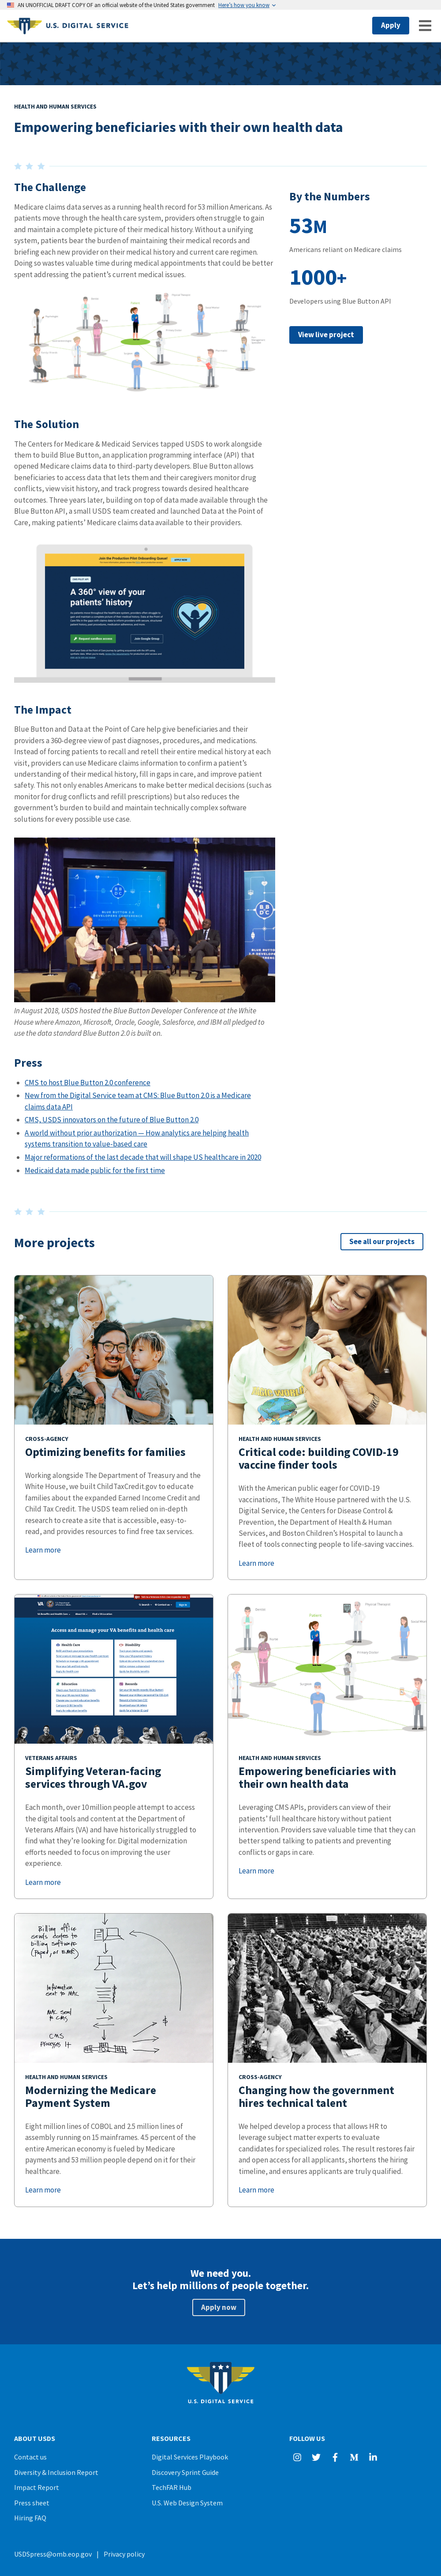 AN UNOFFICIAL DRAFT COPY OF an official website of the United States government Here's how you know
U.S. DIGITAL SERVICE
Apply
HEALTH AND HUMAN SERVICES
Empowering beneficiaries with their own health data
The Challenge
Medicare claims data serves as a running health record for 53 million Americans. As
patients move through the health care system, providers often struggle to gain
and maintain a complete picture of their medical history. Without a unifying
system, patients bear the burden of maintaining their medical records and
briefing each new provider on their medical history and current care regimen.
Doing so wastes valuable time during medical appointments that could be better
spent addressing the patient's current medical issues.
By the Numbers
53M
Americans reliant on Medicare claims
1000+
Developers using Blue Button API
View live project
The Solution
The Centers for Medicare & Medicaid Services tapped USDS to work alongside
them to build Blue Button, an application programming interface (API) that
opened Medicare claims data to third-party developers. Blue Button allows
beneficiaries to access data that lets them and their caregivers monitor drug
conflicts, view visit history, and track progress towards desired healthcare
outcomes. Three years later, building on top of data made available through the
Blue Button API, a small USDS team created and launched Data at the Point of
Care, making patients' Medicare claims data available to their providers.
Join the Production Pilot Onboarding Queue
A 360° view of your
patients' history
Request sandbox access
Join Google Group
The Impact
Blue Button and Data at the Point of Care help give beneficiaries and their
providers a 360-degree view of past diagnoses, procedures, and medications.
Instead of forcing patients to recall and retell their entire medical history at each
visit, providers can use Medicare claims information to confirm a patient's
understanding of their medical history, fill in gaps in care, and improve patient
safety. This not only enables Americans to make better medical decisions (such as
monitor for drug conflicts and refill prescriptions) but also reduces the
government's burden to build and maintain technically complex software
solutions for every possible use case.
In August 2018, USDS hosted the Blue Button Developer Conference at the White
House where Amazon, Microsoft, Oracle, Google, Salesforce, and IBM all pledged to
use the data standard Blue Button 2.0 is built on.
Press
CMS to host Blue Button 2.0 conference
New from the Digital Service team at CMS: Blue Button 2.0 is a Medicare
claims data API
CMS, USDS innovators on the future of Blue Button 2.0
A world without prior authorization — How analytics are helping health
systems transition to value-based care
Major reformations of the last decade that will shape US healthcare in 2020
Medicaid data made public for the first time
More projects
See all our projects
CROSS-AGENCY
Optimizing benefits for families
Working alongside The Department of Treasury and the
White House, we built ChildTaxCredit.gov to educate
families about the expanded Earned Income Credit and
Child Tax Credit. The USDS team relied on in-depth
research to create a site that is accessible, easy-to-
read, and provides resources to find free tax services.
Learn more
HEALTH AND HUMAN SERVICES
Critical code: building COVID-19
vaccine finder tools
With the American public eager for COVID-19
vaccinations, The White House partnered with the U.S.
Digital Service, the Centers for Disease Control &
Prevention, the Department of Health & Human
Services, and Boston Children's Hospital to launch a
fleet of tools connecting people to life-saving vaccines.
Learn more
VA
Access and manage your VA benefits and health care
Health Care
Disability
Education
Records
VETERANS AFFAIRS
Simplifying Veteran-facing
services through VA.gov
Each month, over 10 million people attempt to access
the digital tools and content at the Department of
Veterans Affairs (VA) and have historically struggled to
find what they're looking for. Digital modernization
efforts needed to focus on improving the user
experience.
Learn more
Patient
HEALTH AND HUMAN SERVICES
Empowering beneficiaries with
their own health data
Leveraging CMS APIs, providers can view of their
patients' full healthcare history without patient
intervention. Providers save valuable time that they can
better spend talking to patients and preventing
conflicts or gaps in care.
Learn more
Billing office
sends docs to
billing software
(Paped, or MAR)
Information
sent to MAC
MAC send
to CMS
CMS
Processes it
HEALTH AND HUMAN SERVICES
Modernizing the Medicare
Payment System
Eight million lines of COBOL and 2.5 million lines of
assembly running on 15 mainframes. 4.5 percent of the
entire American economy is fueled by Medicare
payments and 53 million people depend on it for their
healthcare.
Learn more
CROSS-AGENCY
Changing how the government
hires technical talent
We helped develop a process that allows HR to
leverage subject matter experts to evaluate
candidates for specialized roles. The result restores fair
and open access for all applicants, shortens the hiring
timeline, and ensures applicants are truly qualified.
Learn more
We need you.
Let's help millions of people together.
Apply now
U.S. DIGITAL SERVICE
ABOUT USDS
Contact us
Diversity & Inclusion Report
Impact Report
Press sheet
Hiring FAQ
RESOURCES
Digital Services Playbook
Discovery Sprint Guide
TechFAR Hub
U.S. Web Design System
FOLLOW US
USDSpress@omb.eop.gov | Privacy policy